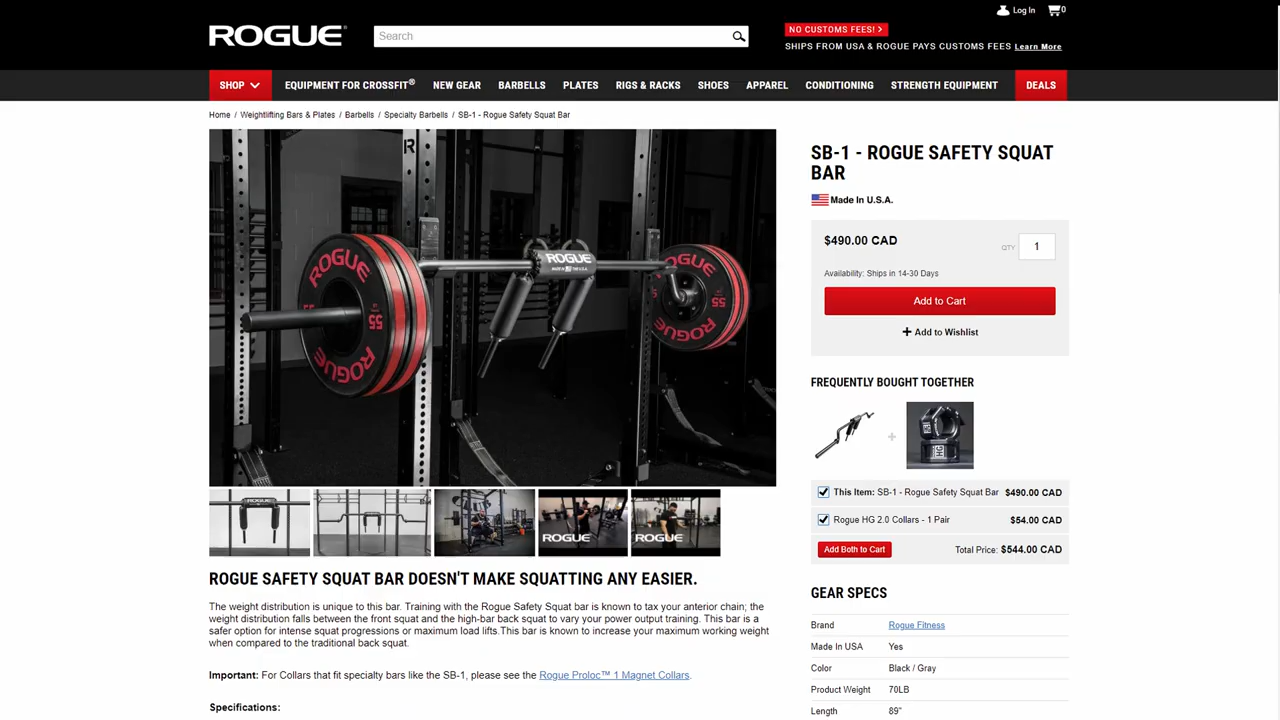 Log In
0
ROGUE
Search
NO CUSTOMS FEES! >
SHIPS FROM USA & ROGUE PAYS CUSTOMS FEES Learn More
SHOP
EQUIPMENT FOR CROSSFIT®
NEW GEAR
BARBELLS
PLATES
RIGS & RACKS
SHOES
APPAREL
CONDITIONING
STRENGTH EQUIPMENT
DEALS
Home / Weightlifting Bars & Plates / Barbells / Specialty Barbells / SB-1 - Rogue Safety Squat Bar
R
ROGUE
55
ROGUE
ROGUE
ROGUE
55
ROGUE
ROGUE
ROGUE
ROGUE
ROGUE SAFETY SQUAT BAR DOESN'T MAKE SQUATTING ANY EASIER.
The weight distribution is unique to this bar. Training with the Rogue Safety Squat bar is known to tax your anterior chain; the
weight distribution falls between the front squat and the high-bar back squat to vary your power output training. This bar is a
safer option for intense squat progressions or maximum load lifts.This bar is known to increase your maximum working weight
when compared to the traditional back squat.
Important: For Collars that fit specialty bars like the SB-1, please see the Rogue Proloc™ 1 Magnet Collars.
Specifications:
SB-1 - ROGUE SAFETY SQUAT
BAR
Made In U.S.A.
$490.00 CAD
QTY 1
Availability: Ships in 14-30 Days
Add to Cart
+ Add to Wishlist
FREQUENTLY BOUGHT TOGETHER
+
HG
This Item: SB-1 - Rogue Safety Squat Bar $490.00 CAD
Rogue HG 2.0 Collars - 1 Pair $54.00 CAD
Add Both to Cart Total Price: $544.00 CAD
GEAR SPECS
Brand Rogue Fitness
Made In USA Yes
Color Black / Gray
Product Weight 70LB
Length 89"